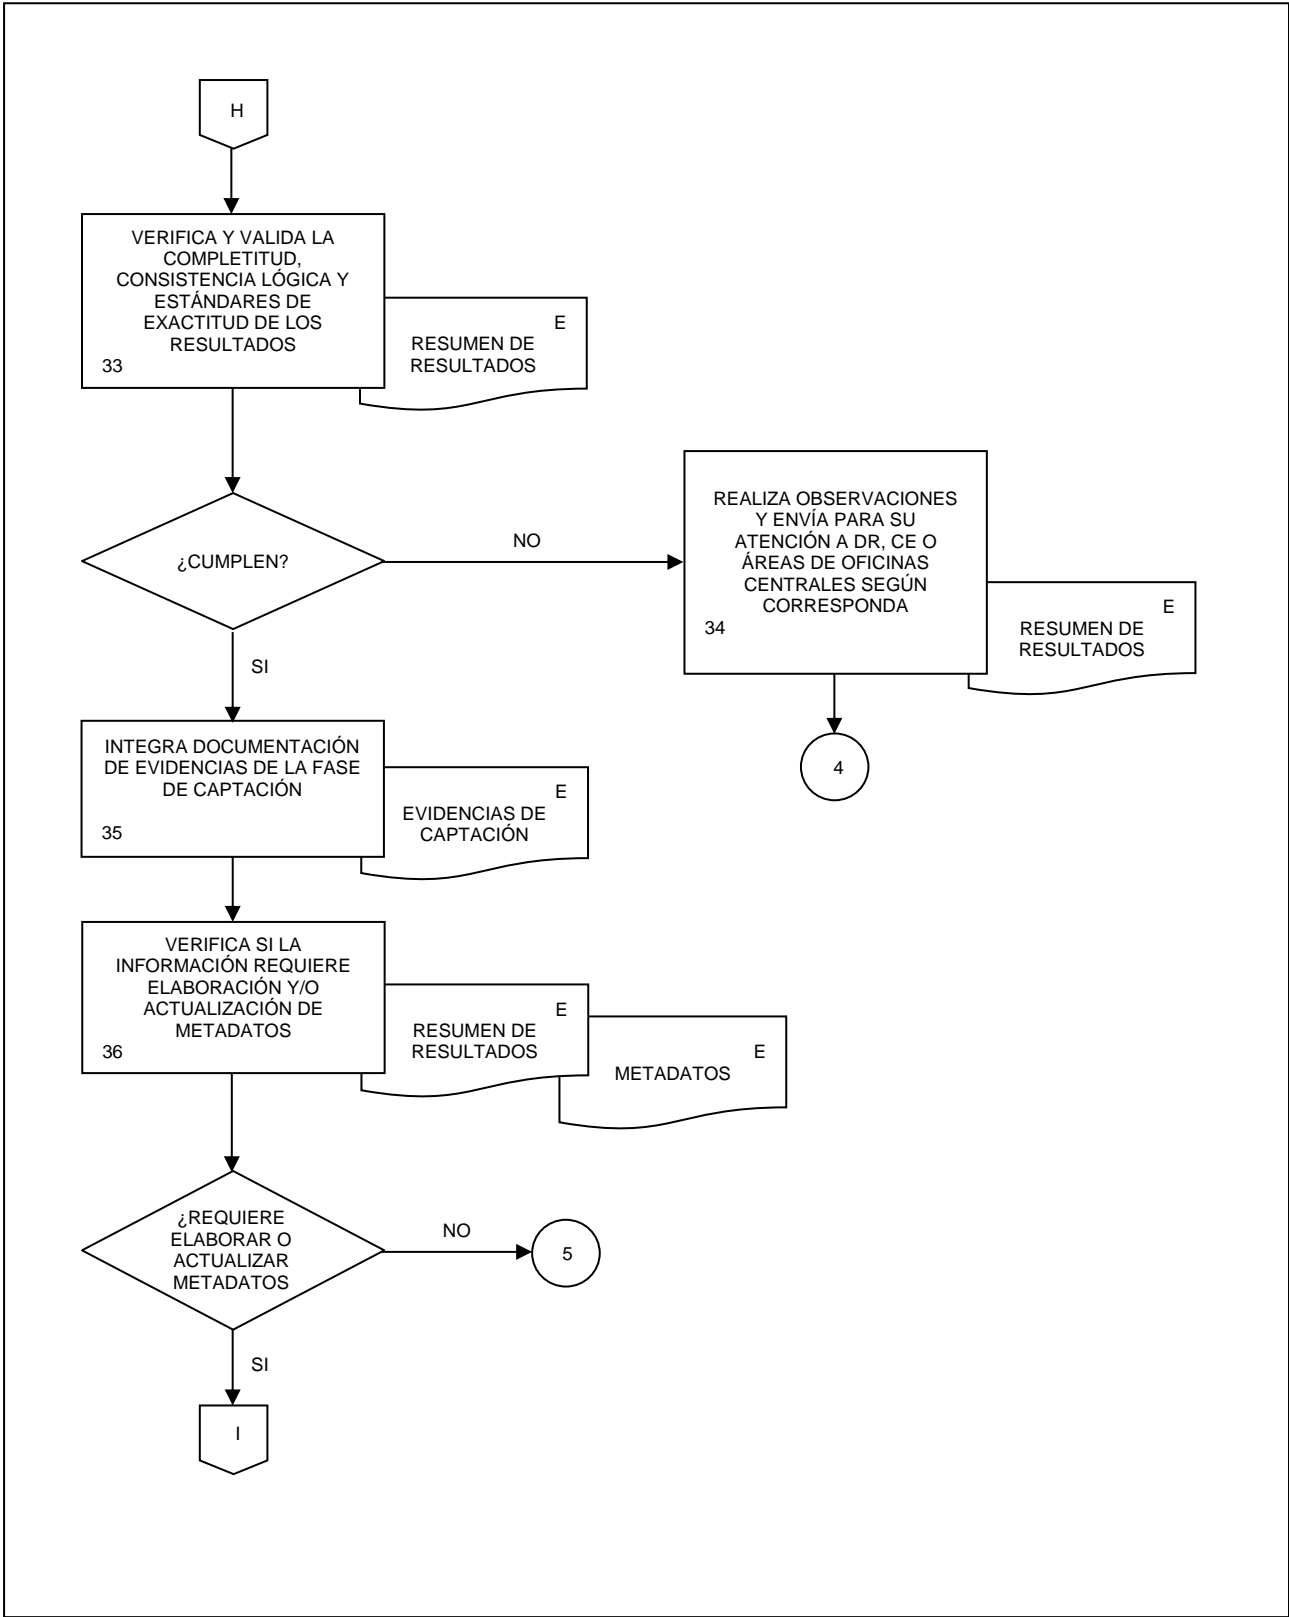 H
VERIFICA Y VALIDA LA
COMPLETITUD,
CONSISTENCIA LÓGICA Y
ESTÁNDARES DE
EXACTITUD DE LOS
RESULTADOS
33
E
RESUMEN DE
RESULTADOS
¿CUMPLEN?
NO
REALIZA OBSERVACIONES
Y ENVÍA PARA SU
ATENCIÓN A DR, CE O
ÁREAS DE OFICINAS
CENTRALES SEGÚN
CORRESPONDA
34
E
RESUMEN DE
RESULTADOS
4
SI
INTEGRA DOCUMENTACIÓN
DE EVIDENCIAS DE LA FASE
DE CAPTACIÓN
35
E
EVIDENCIAS DE
CAPTACIÓN
VERIFICA SI LA
INFORMACIÓN REQUIERE
ELABORACIÓN Y/O
ACTUALIZACIÓN DE
METADATOS
36
E
RESUMEN DE
RESULTADOS
E
METADATOS
¿REQUIERE
ELABORAR O
ACTUALIZAR
METADATOS
NO
5
SI
I